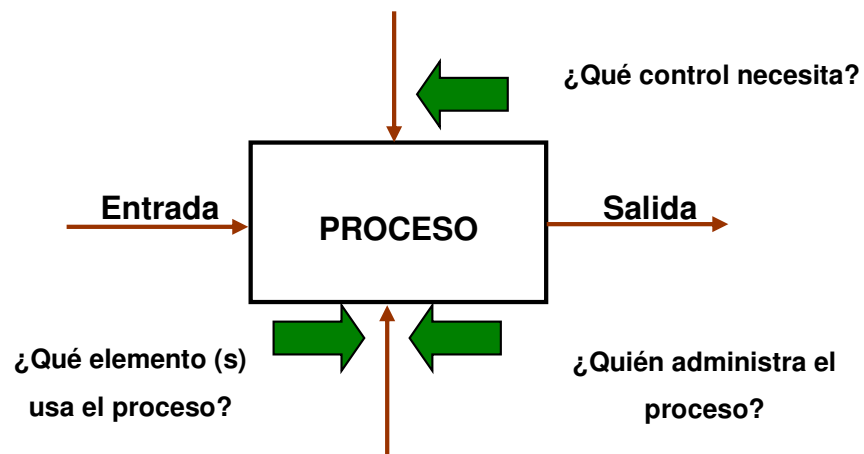 ¿Qué control necesita?
Entrada
PROCESO
Salida
¿Qué elemento (s)
usa el proceso?
¿Quién administra el
proceso?